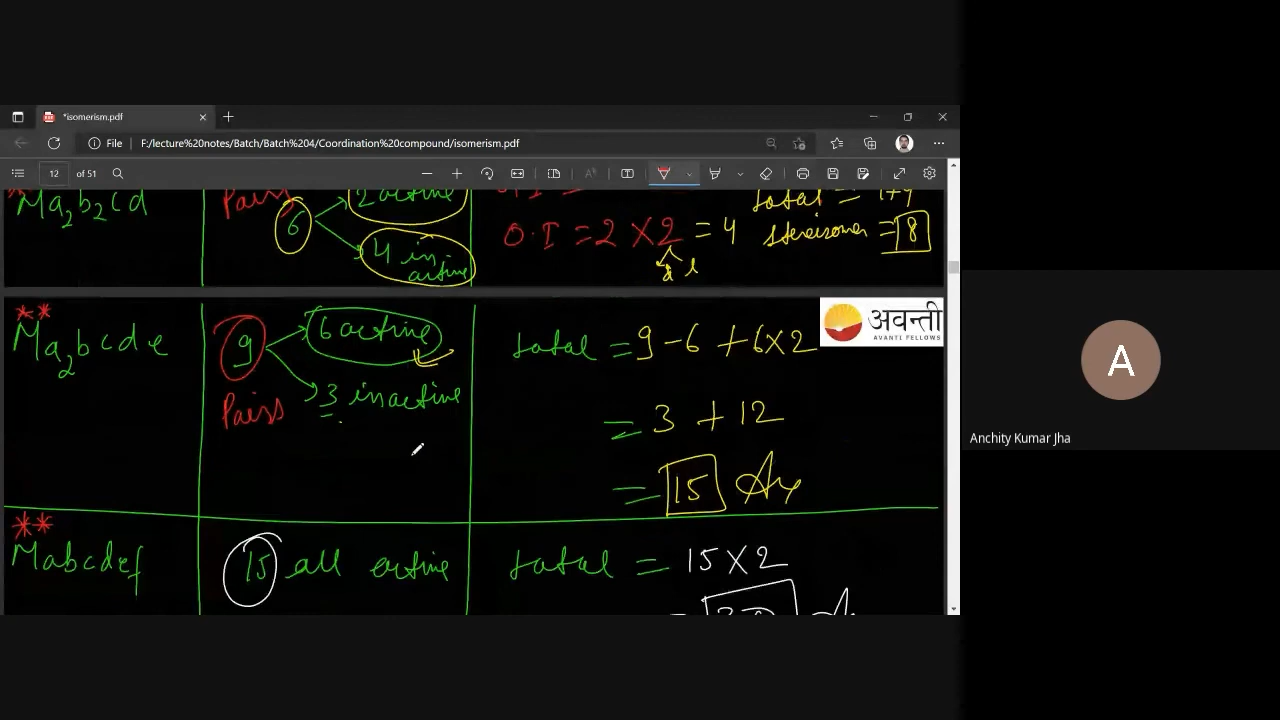 *isomerism.pdf
File F:/lecture%20notes/Batch/Batch%204/Coordination%20compound/isomerism.pdf
12 of 51
Ma2b2cd
Pairs
6
2 active
4 in active
O.I = 2 X 2 = 4
d l
total =
stereoisomer = 8
**
Ma2bcde
9
Pairs
6 active
3 inactive
total = 9 - 6 + 6 X 2
= 3 + 12
= 15 Ans
अवन्ती
AVANTI FELLOWS
**
Mabcdef
15 all active
total = 15 X 2
A
Anchity Kumar Jha